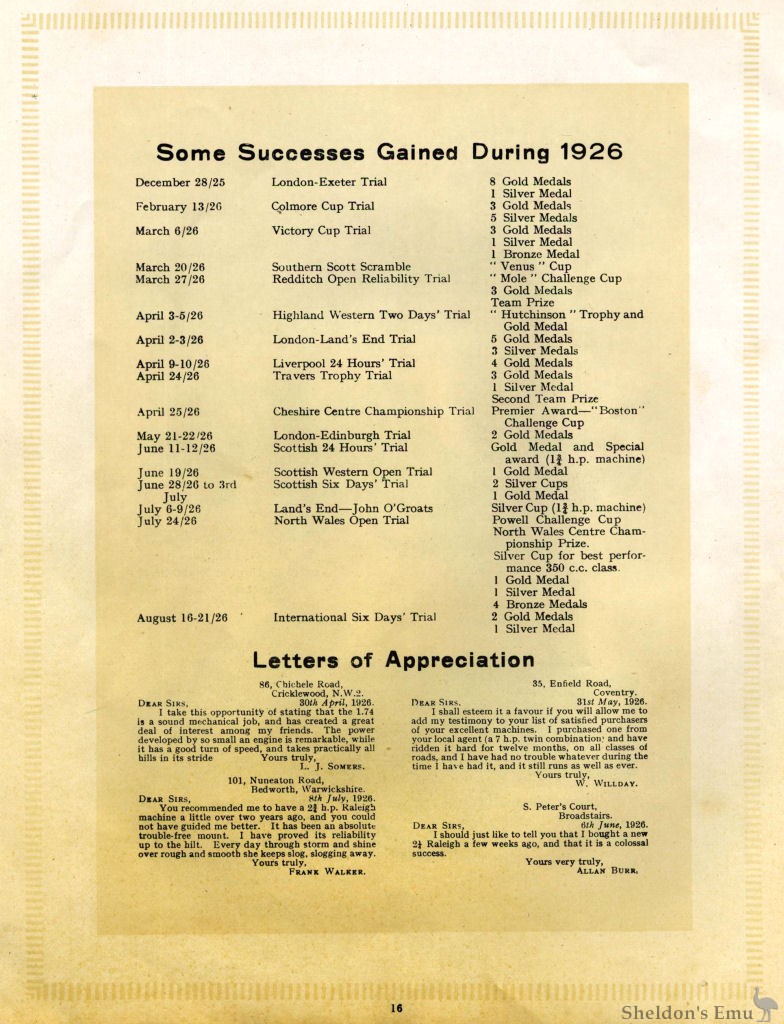 Some Successes Gained During 1926
December 28/25 London-Exeter Trial 8 Gold Medals
1 Silver Medal
February 13/26 Colmore Cup Trial 3 Gold Medals
5 Silver Medals
March 6/26 Victory Cup Trial 3 Gold Medals
1 Silver Medal
1 Bronze Medal
March 20/26 Southern Scott Scramble " Venus " Cup
March 27/26 Redditch Open Reliability Trial " Mole " Challenge Cup
3 Gold Medals
Team Prize
April 3-5/26 Highland Western Two Days' Trial " Hutchinson " Trophy and
Gold Medal
April 2-3/26 London-Land's End Trial 5 Gold Medals
3 Silver Medals
April 9-10/26 Liverpool 24 Hours' Trial 4 Gold Medals
April 24/26 Travers Trophy Trial 3 Gold Medals
1 Silver Medal
Second Team Prize
April 25/26 Cheshire Centre Championship Trial Premier Award—"Boston"
Challenge Cup
May 21-22/26 London-Edinburgh Trial 2 Gold Medals
June 11-12/26 Scottish 24 Hours' Trial Gold Medal and Special
award (1¾ h.p. machine)
June 19/26 Scottish Western Open Trial 1 Gold Medal
June 28/26 to 3rd Scottish Six Days' Trial 2 Silver Cups
July 1 Gold Medal
July 6-9/26 Land's End—John O'Groats Silver Cup (1¾ h.p. machine)
July 24/26 North Wales Open Trial Powell Challenge Cup
North Wales Centre Cham-
pionship Prize.
Silver Cup for best perfor-
mance 350 c.c. class.
1 Gold Medal
1 Silver Medal
4 Bronze Medals
August 16-21/26 International Six Days' Trial 2 Gold Medals
1 Silver Medal
Letters of Appreciation
86, Chichele Road,
Cricklewood, N.W.2.
DEAR SIRS, 30th April, 1926.
I take this opportunity of stating that the 1.74
is a sound mechanical job, and has created a great
deal of interest among my friends. The power
developed by so small an engine is remarkable, while
it has a good turn of speed, and takes practically all
hills in its stride Yours truly,
L. J. SOMERS.
101, Nuneaton Road,
Bedworth, Warwickshire.
DEAR SIRS, 8th July, 1926.
You recommended me to have a 2¾ h.p. Raleigh
machine a little over two years ago, and you could
not have guided me better. It has been an absolute
trouble-free mount. I have proved its reliability
up to the hilt. Every day through storm and shine
over rough and smooth she keeps slog, slogging away.
Yours truly,
FRANK WALKER.
35, Enfield Road,
Coventry.
DEAR SIRS, 31st May, 1926.
I shall esteem it a favour if you will allow me to
add my testimony to your list of satisfied purchasers
of your excellent machines. I purchased one from
your local agent (a 7 h.p. twin combination) and have
ridden it hard for twelve months, on all classes of
roads, and I have had no trouble whatever during the
time I have had it, and it still runs as well as ever.
Yours truly,
W. WILLDAY.
S. Peter's Court,
Broadstairs.
DEAR SIRS, 6th June, 1926.
I should just like to tell you that I bought a new
Raleigh a few weeks ago, and that it is a colossal
success.
Yours very truly,
ALLAN BURR.
16
Sheldon's Emu